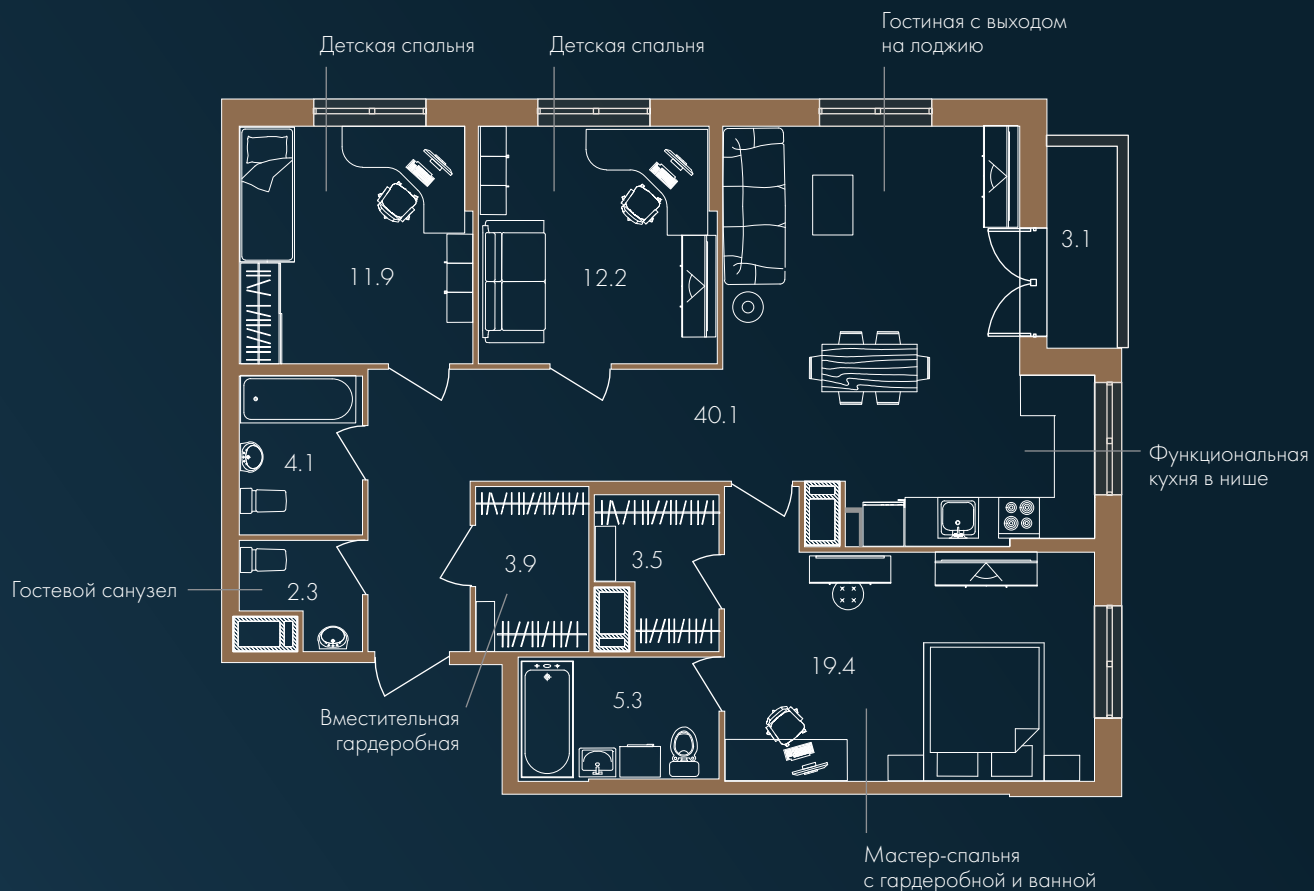 Гостиная с выходом
на лоджию
Детская спальня
Детская спальня
3.1
11.9
12.2
40.1
Функциональная
кухня в нише
4.1
3.9
3.5
Гостевой санузел
2.3
19.4
5.3
Вместительная
гардеробная
Мастер-спальня
с гардеробной и ванной